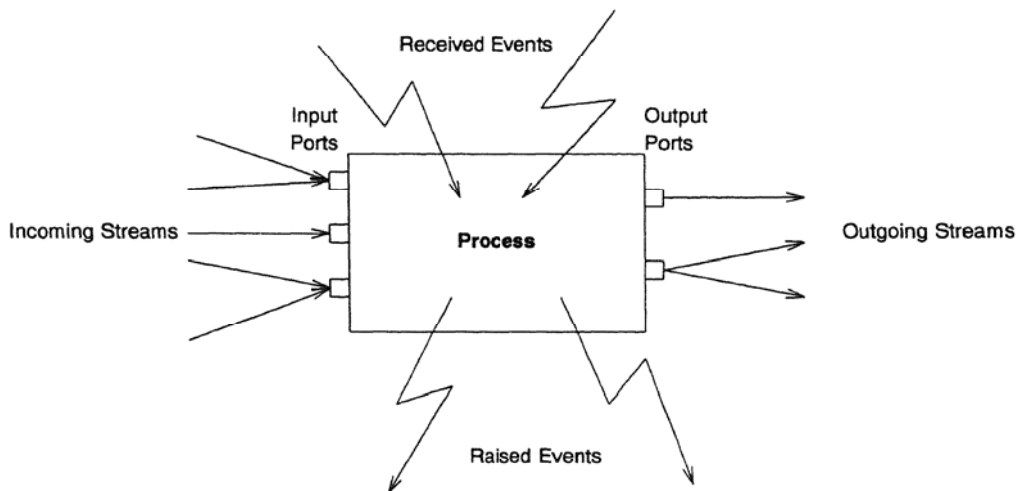 Received Events
Input
Ports
Output
Ports
Incoming Streams
Process
Outgoing Streams
Raised Events